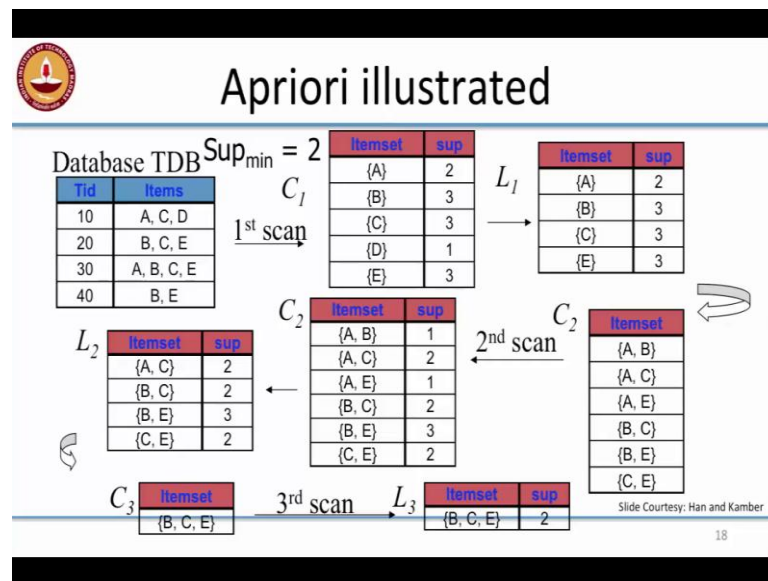 Apriori illustrated
Database TDB
Sup_min = 2
Tid Items
10 A, C, D
20 B, C, E
30 A, B, C, E
40 B, E
1st scan
C1
Itemset sup
{A} 2
{B} 3
{C} 3
{D} 1
{E} 3
L1
Itemset sup
{A} 2
{B} 3
{C} 3
{E} 3
C2
Itemset
{A, B}
{A, C}
{A, E}
{B, C}
{B, E}
{C, E}
2nd scan
C2
Itemset sup
{A, B} 1
{A, C} 2
{A, E} 1
{B, C} 2
{B, E} 3
{C, E} 2
L2
Itemset sup
{A, C} 2
{B, C} 2
{B, E} 3
{C, E} 2
C3
Itemset
{B, C, E}
3rd scan
L3
Itemset sup
{B, C, E} 2
Slide Courtesy: Han and Kamber
18